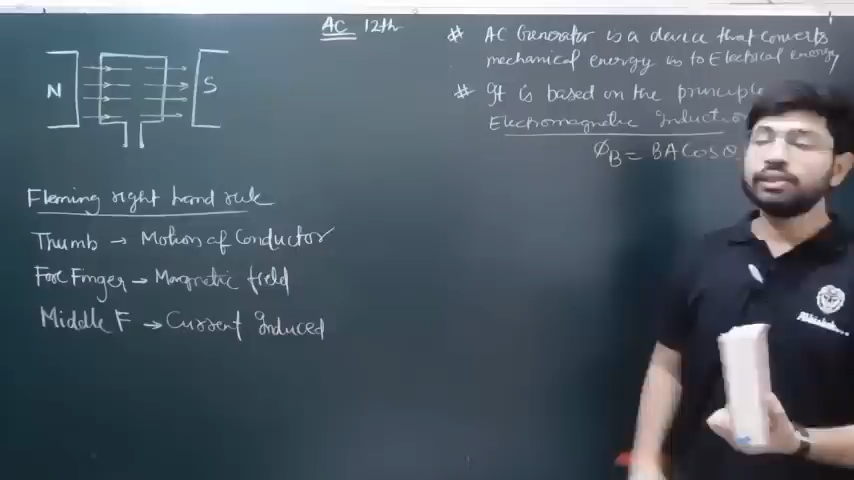 AC 12th
N
S
Fleming right hand rule
Thumb → Motion of Conductor
Fore Finger → Magnetic field
Middle F → Current Induced
# AC Generator is a device that converts
mechanical energy in to Electrical energy
# It is based on the principle
Electromagnetic Induction
ΦB = BA Cosθ